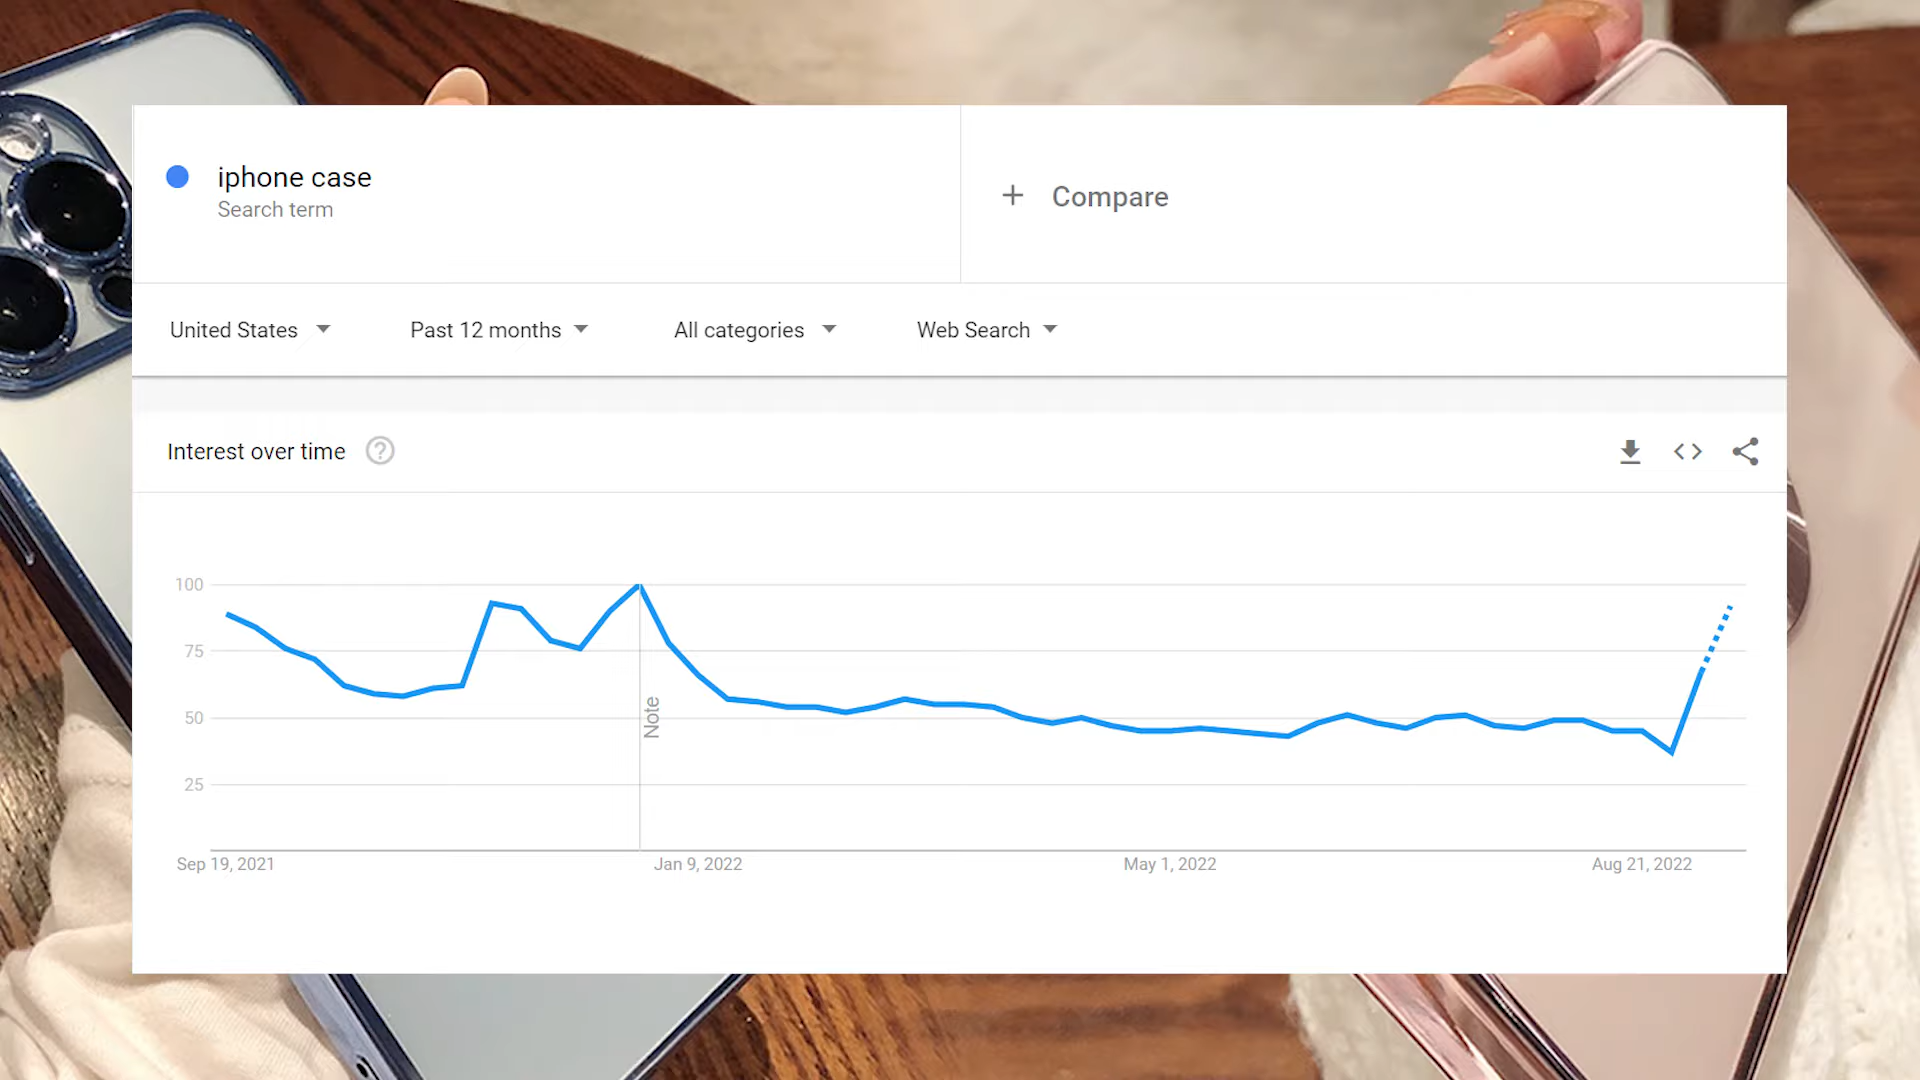 iphone case
Search term
+ Compare
United States
Past 12 months
All categories
Web Search
Interest over time ?
100
75
50
25
Note
Sep 19, 2021
Jan 9, 2022
May 1, 2022
Aug 21, 2022